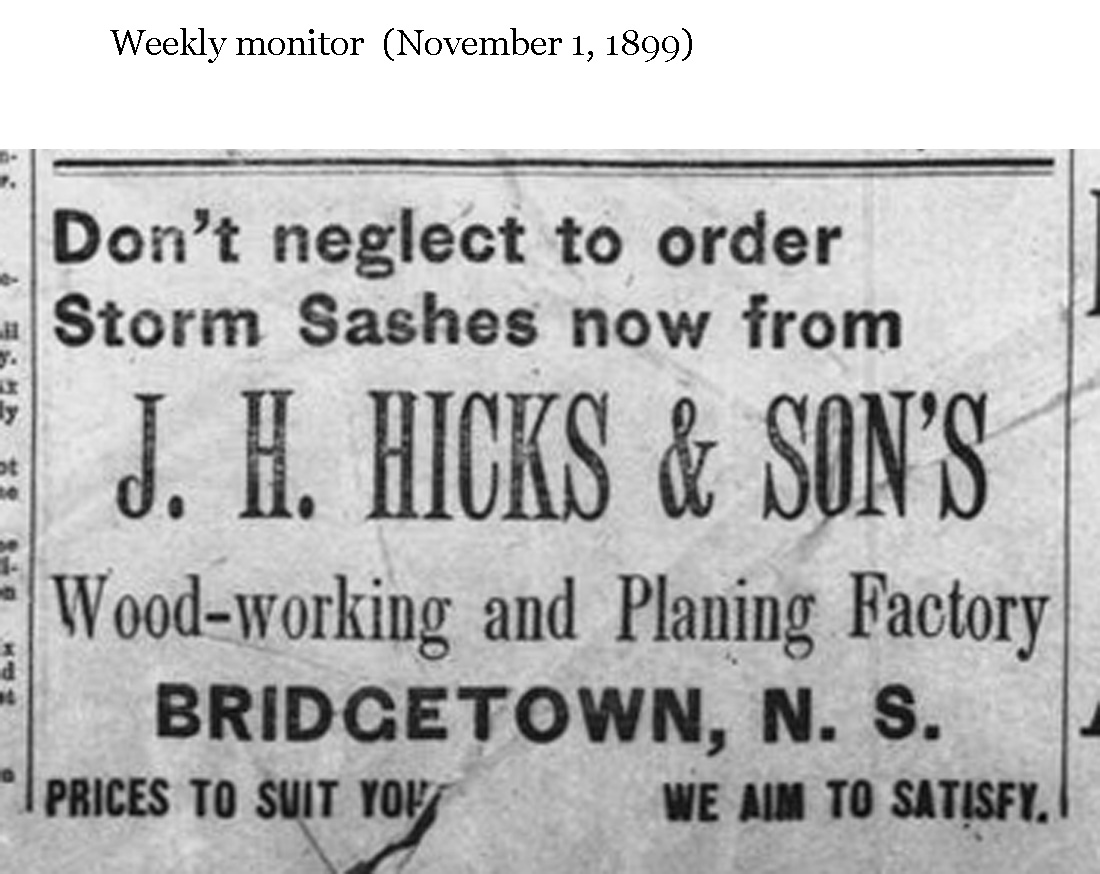 Weekly monitor (November 1, 1899)
Don't neglect to order
Storm Sashes now from
J. H. HICKS & SON'S
Wood-working and Planing Factory
BRIDGETOWN, N. S.
PRICES TO SUIT YOU
WE AIM TO SATISFY.